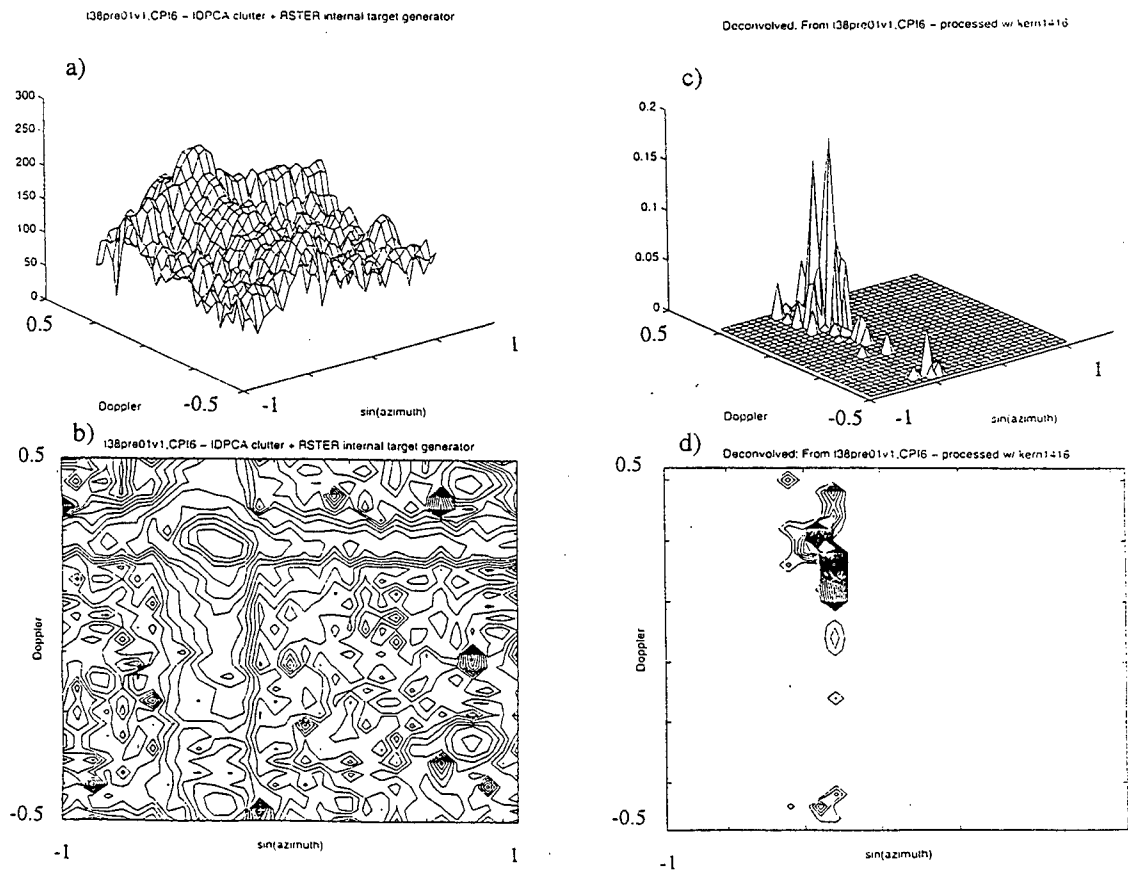 t38pre01v1,CPI6 – IDPCA clutter + RSTER internal target generator
a)
300
250
200
150
100
50
0
0.5
Doppler
-0.5
-1
sin(azimuth)
1
Deconvolved: From t38pre01v1,CPI6 – processed w/ kern1416
c)
0.2
0.15
0.1
0.05
0
0.5
Doppler
-0.5
-1
sin(azimuth)
1
b)
t38pre01v1,CPI6 – IDPCA clutter + RSTER internal target generator
0.5
Doppler
-0.5
-1
sin(azimuth)
1
d)
Deconvolved: From t38pre01v1,CPI6 – processed w/ kern1416
0.5
Doppler
-0.5
-1
sin(azimuth)